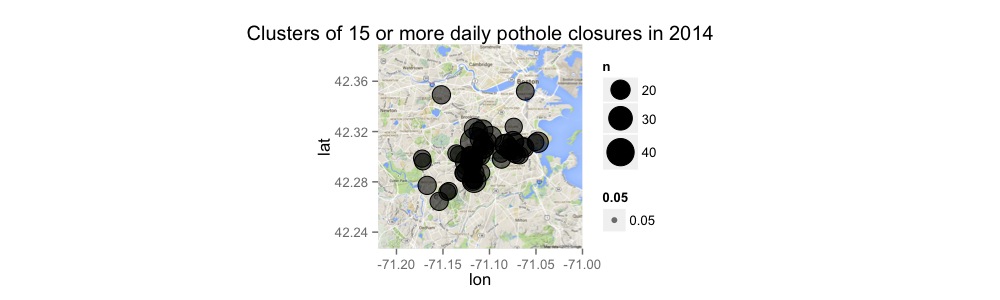 Clusters of 15 or more daily pothole closures in 2014
lat
42.36
42.32
42.28
42.24
Cambridge
Boston
-71.20 -71.15 -71.10 -71.05 -71.00
lon
n
20
30
40
0.05
0.05